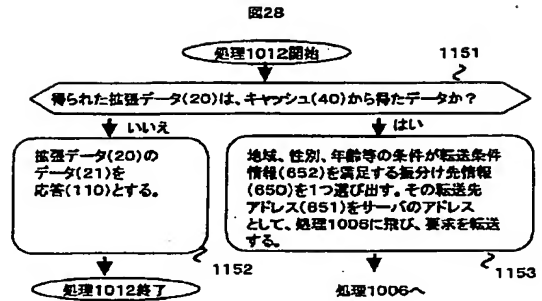 図28
処理1012開始
1151
得られた拡張データ(20)は、キャッシュ(40)から得たデータか？
いいえ
はい
拡張データ(20)の
データ(21)を
応答(110)とする。
地域、性別、年齢等の条件が転送条件
情報(652)を満足する振分け先情報
(650)を1つ選び出す。その転送先
アドレス(651)をサーバのアドレス
として、処理1006に飛び、要求を転送
する。
1152
1153
処理1012終了
処理1006へ